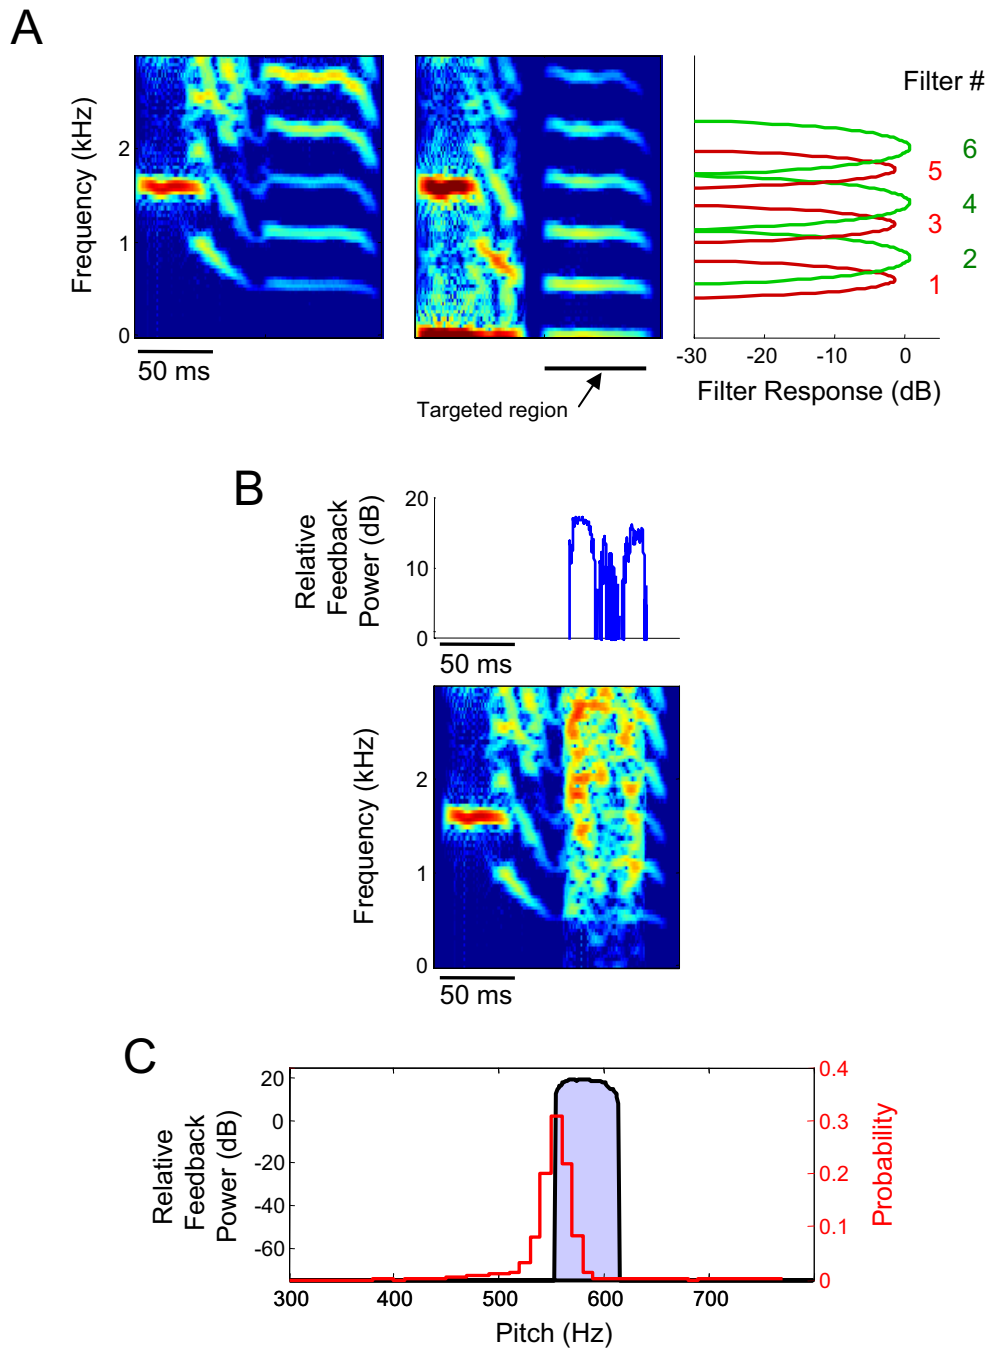 A
Frequency (kHz)
2
1
0
50 ms
Targeted region
Filter #
6
5
4
3
2
1
-30 -20 -10 0
Filter Response (dB)
B
Relative
Feedback
Power (dB)
20
10
0
50 ms
Frequency (kHz)
2
1
0
50 ms
C
Relative
Feedback
Power (dB)
20
0
-20
-40
-60
0.4
0.3
0.2
0.1
0
Probability
300 400 500 600 700
Pitch (Hz)